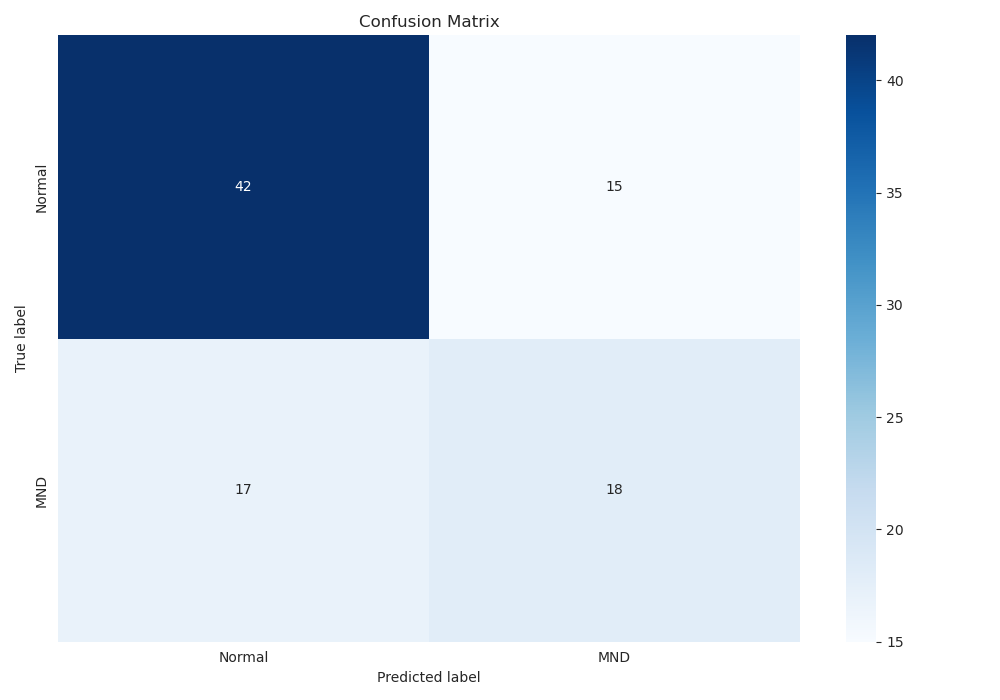 Confusion Matrix
Normal
MND
True label
42
15
17
18
Normal
MND
Predicted label
40
35
30
25
20
15